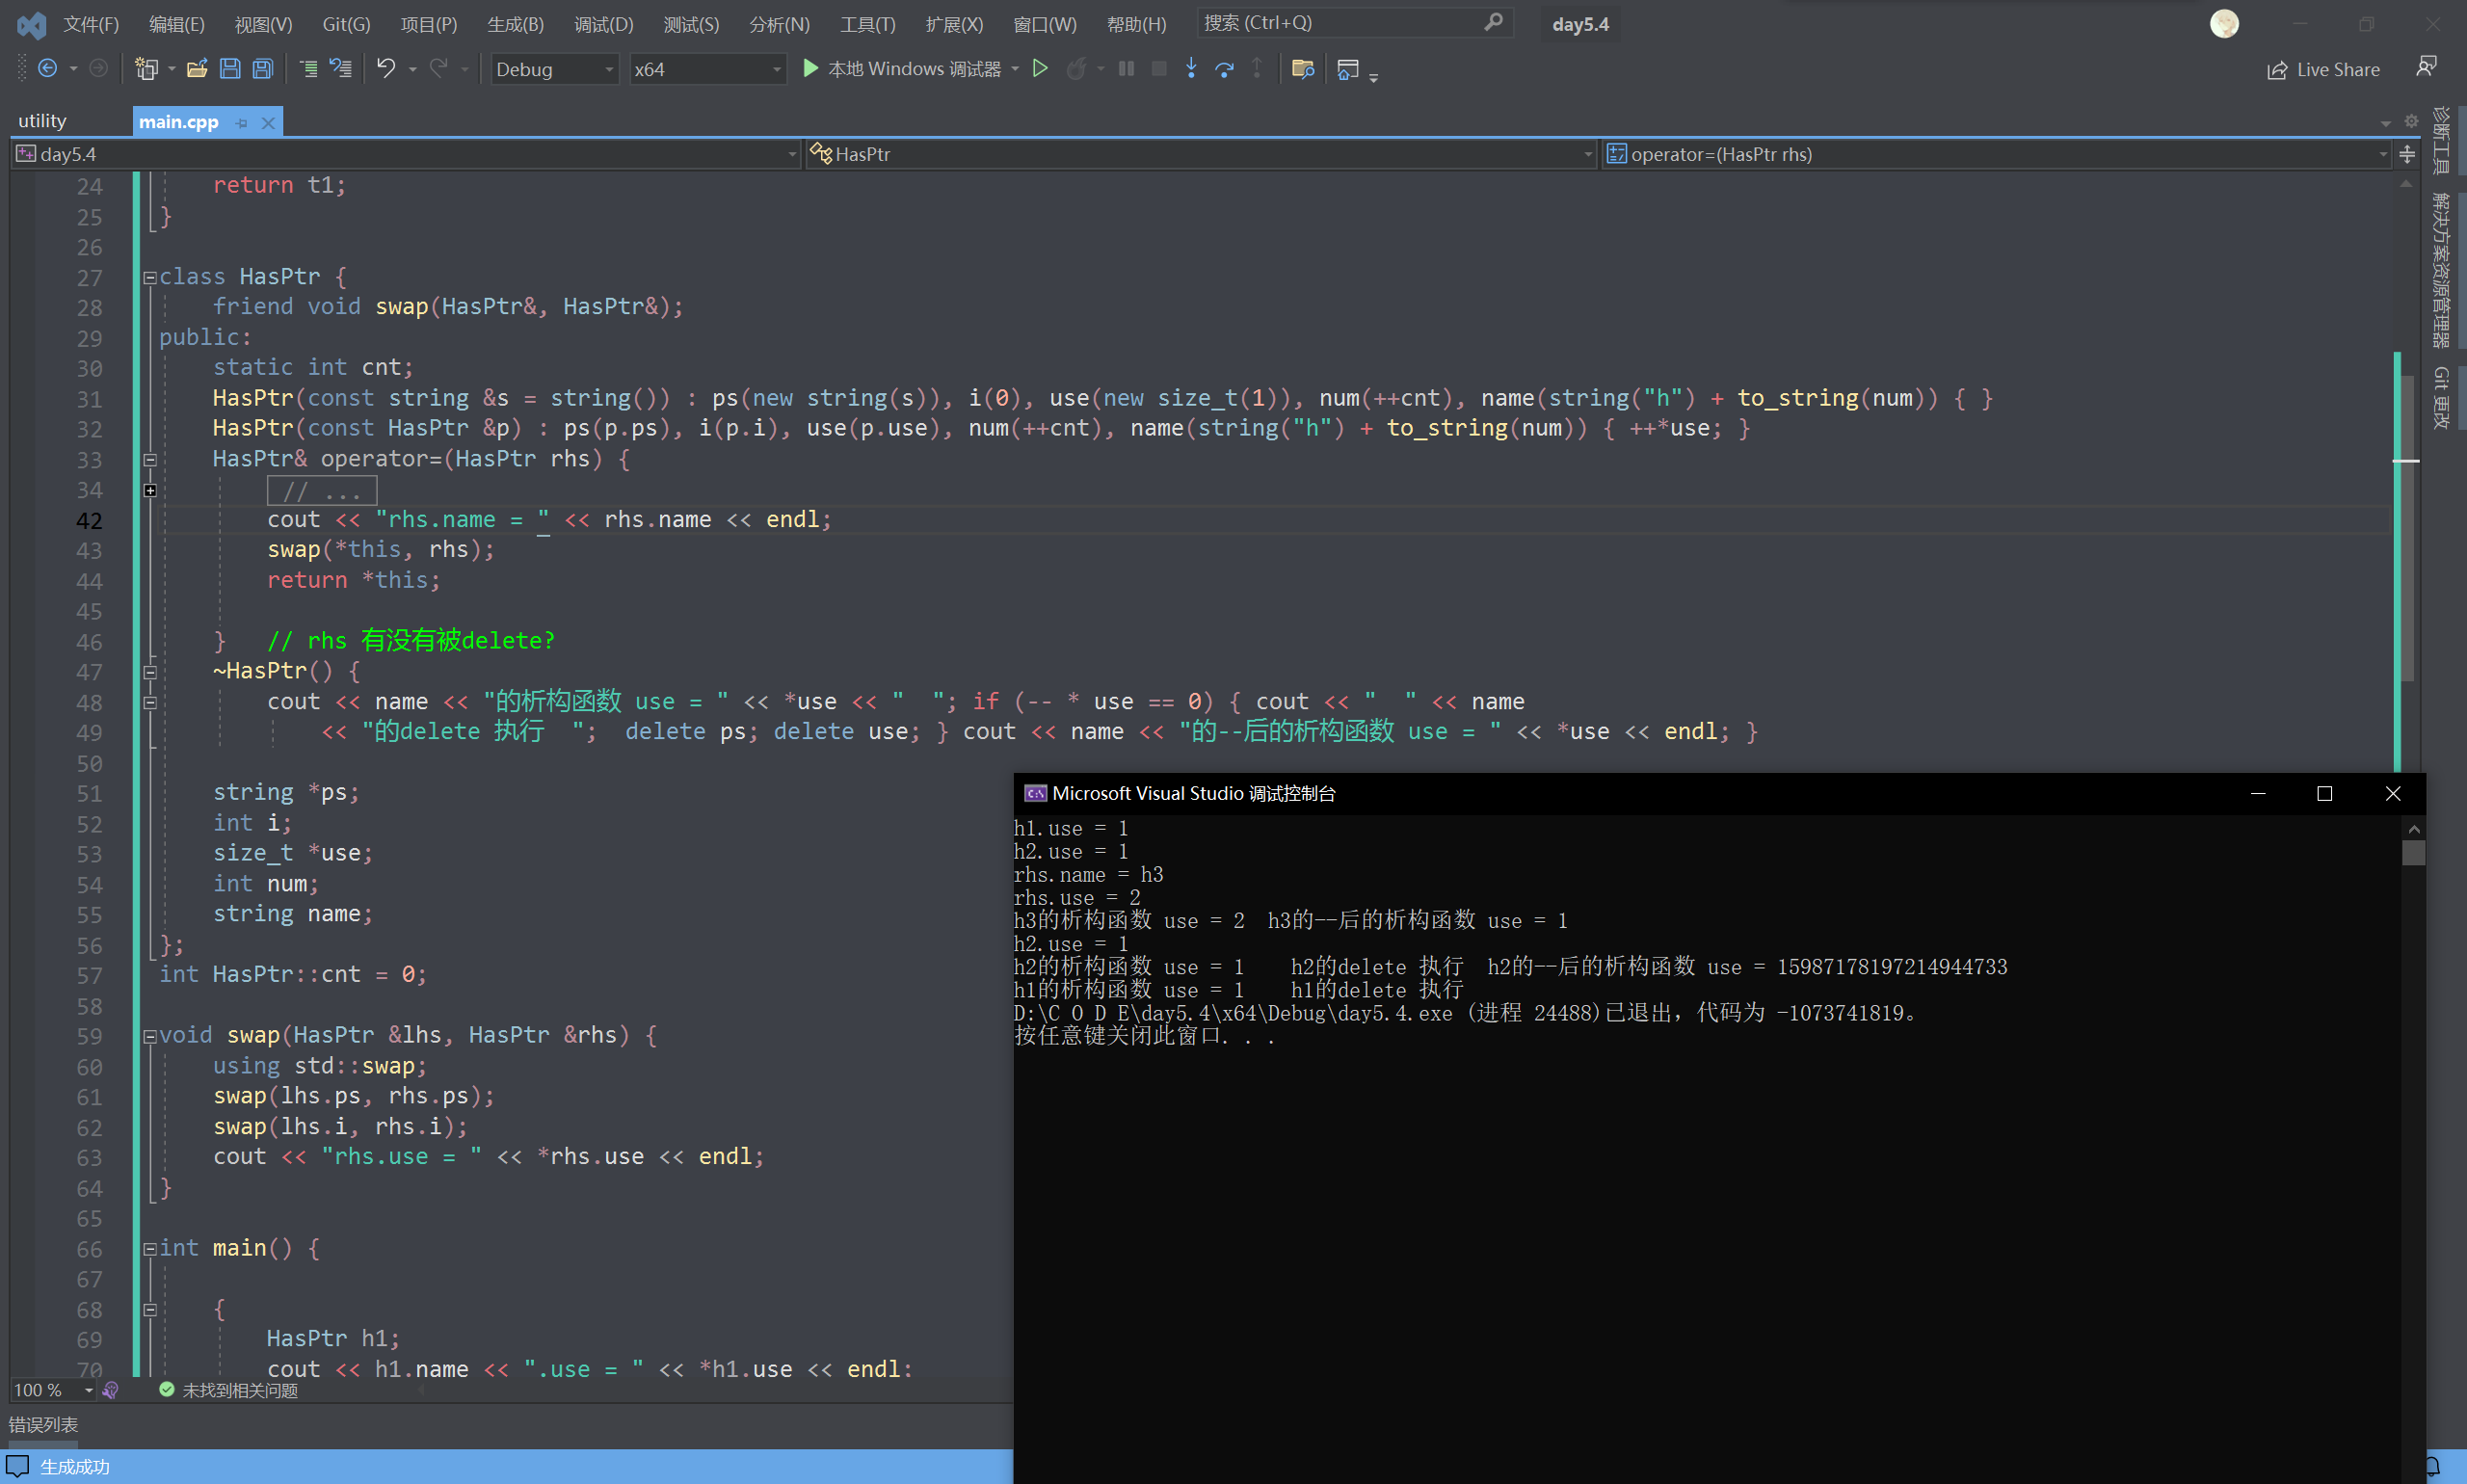 文件(F) 编辑(E) 视图(V) Git(G) 项目(P) 生成(B) 调试(D) 测试(S) 分析(N) 工具(T) 扩展(X) 窗口(W) 帮助(H) 搜索 (Ctrl+Q) day5.4
Debug x64 本地 Windows 调试器 Live Share
utility main.cpp
day5.4 HasPtr operator=(HasPtr rhs)
24 return t1;
25 }
26
27 class HasPtr {
28 friend void swap(HasPtr&, HasPtr&);
29 public:
30 static int cnt;
31 HasPtr(const string &s = string()) : ps(new string(s)), i(0), use(new size_t(1)), num(++cnt), name(string("h") + to_string(num)) { }
32 HasPtr(const HasPtr &p) : ps(p.ps), i(p.i), use(p.use), num(++cnt), name(string("h") + to_string(num)) { ++*use; }
33 HasPtr& operator=(HasPtr rhs) {
34 // ...
42 cout << "rhs.name = " << rhs.name << endl;
43 swap(*this, rhs);
44 return *this;
45
46 } // rhs 有没有被delete?
47 ~HasPtr() {
48 cout << name << "的析构函数 use = " << *use << "  "; if (-- * use == 0) { cout << "  " << name
49 << "的delete 执行  ";  delete ps; delete use; } cout << name << "的--后的析构函数 use = " << *use << endl; }
50
51 string *ps;
52 int i;
53 size_t *use;
54 int num;
55 string name;
56 };
57 int HasPtr::cnt = 0;
58
59 void swap(HasPtr &lhs, HasPtr &rhs) {
60 using std::swap;
61 swap(lhs.ps, rhs.ps);
62 swap(lhs.i, rhs.i);
63 cout << "rhs.use = " << *rhs.use << endl;
64 }
65
66 int main() {
67
68 {
69 HasPtr h1;
70 cout << h1.name << ".use = " << *h1.use << endl;
100 % 未找到相关问题
错误列表
生成成功
诊断工具
解决方案资源管理器
Git 更改
Microsoft Visual Studio 调试控制台
h1.use = 1
h2.use = 1
rhs.name = h3
rhs.use = 2
h3的析构函数 use = 2  h3的--后的析构函数 use = 1
h2.use = 1
h2的析构函数 use = 1    h2的delete 执行  h2的--后的析构函数 use = 15987178197214944733
h1的析构函数 use = 1    h1的delete 执行
D:\C O D E\day5.4\x64\Debug\day5.4.exe (进程 24488)已退出，代码为 -1073741819。
按任意键关闭此窗口. . .